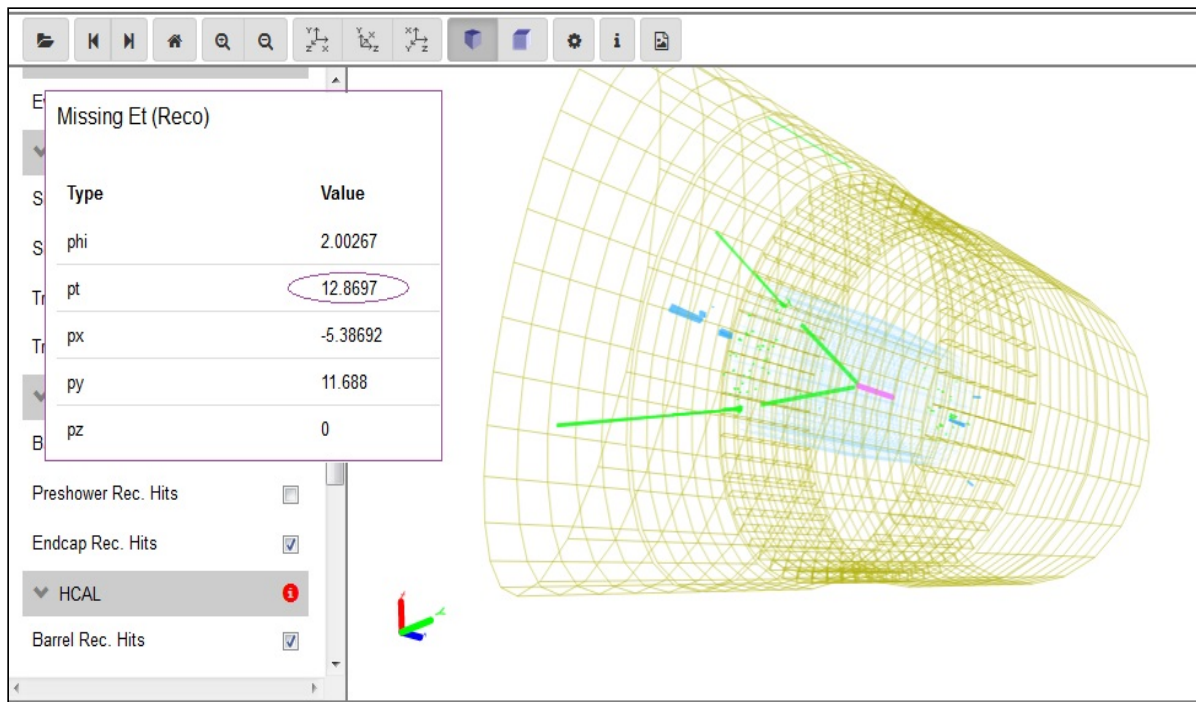 Missing Et (Reco)
Type Value
phi 2.00267
pt 12.8697
px -5.38692
py 11.688
pz 0
Preshower Rec. Hits
Endcap Rec. Hits
HCAL
Barrel Rec. Hits